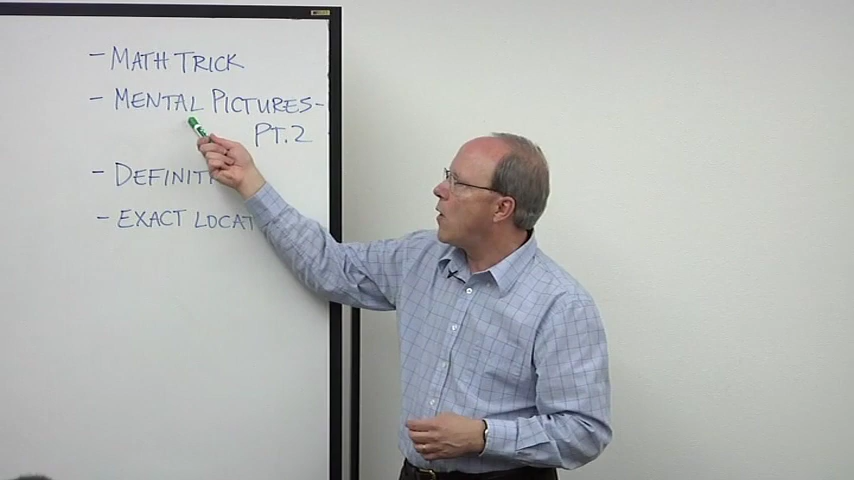 - MATH TRICK
- MENTAL PICTURES-
PT.2
- DEFINIT
- EXACT LOCAT